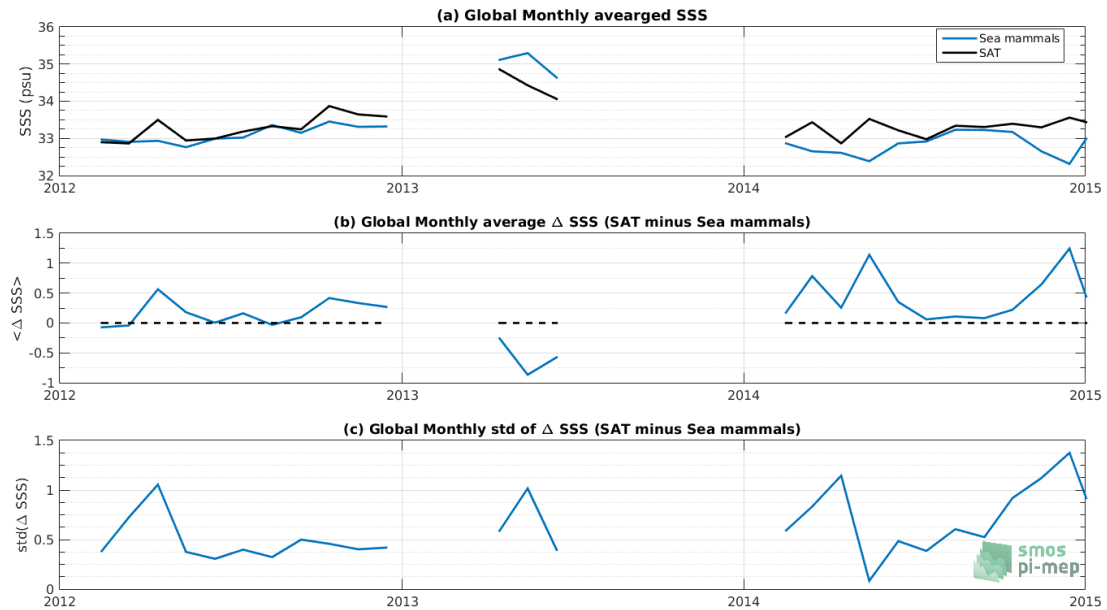 (a) Global Monthly avearged SSS
36
35
34
33
32
SSS (psu)
Sea mammals
SAT
2012
2013
2014
2015
(b) Global Monthly average Δ SSS (SAT minus Sea mammals)
1.5
1
0.5
0
-0.5
-1
<Δ SSS>
2012
2013
2014
2015
(c) Global Monthly std of Δ SSS (SAT minus Sea mammals)
1.5
1
0.5
0
std(Δ SSS)
smos
pi-mep
2012
2013
2014
2015